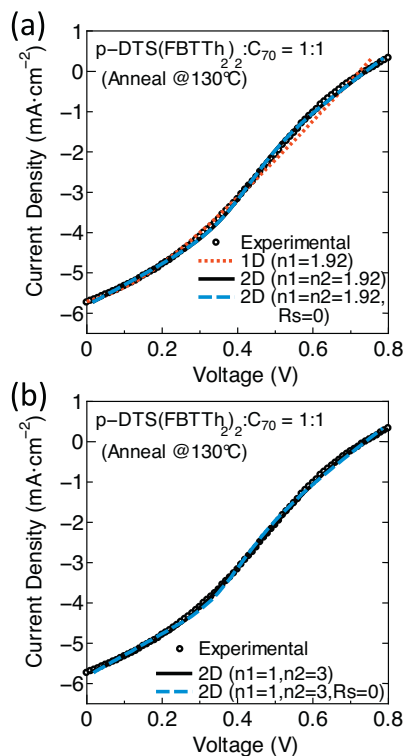 (a)
p-DTS(FBTTh₂)₂:C₇₀ = 1:1
(Anneal @130°C)
Current Density (mA·cm⁻²)
1
0
−1
−2
−3
−4
−5
−6
Experimental
1D (n1=1.92)
2D (n1=n2=1.92)
2D (n1=n2=1.92,
Rs=0)
0 0.2 0.4 0.6 0.8
Voltage (V)
(b)
p-DTS(FBTTh₂)₂:C₇₀ = 1:1
(Anneal @130°C)
Current Density (mA·cm⁻²)
1
0
−1
−2
−3
−4
−5
−6
Experimental
2D (n1=1,n2=3)
2D (n1=1,n2=3,Rs=0)
0 0.2 0.4 0.6 0.8
Voltage (V)